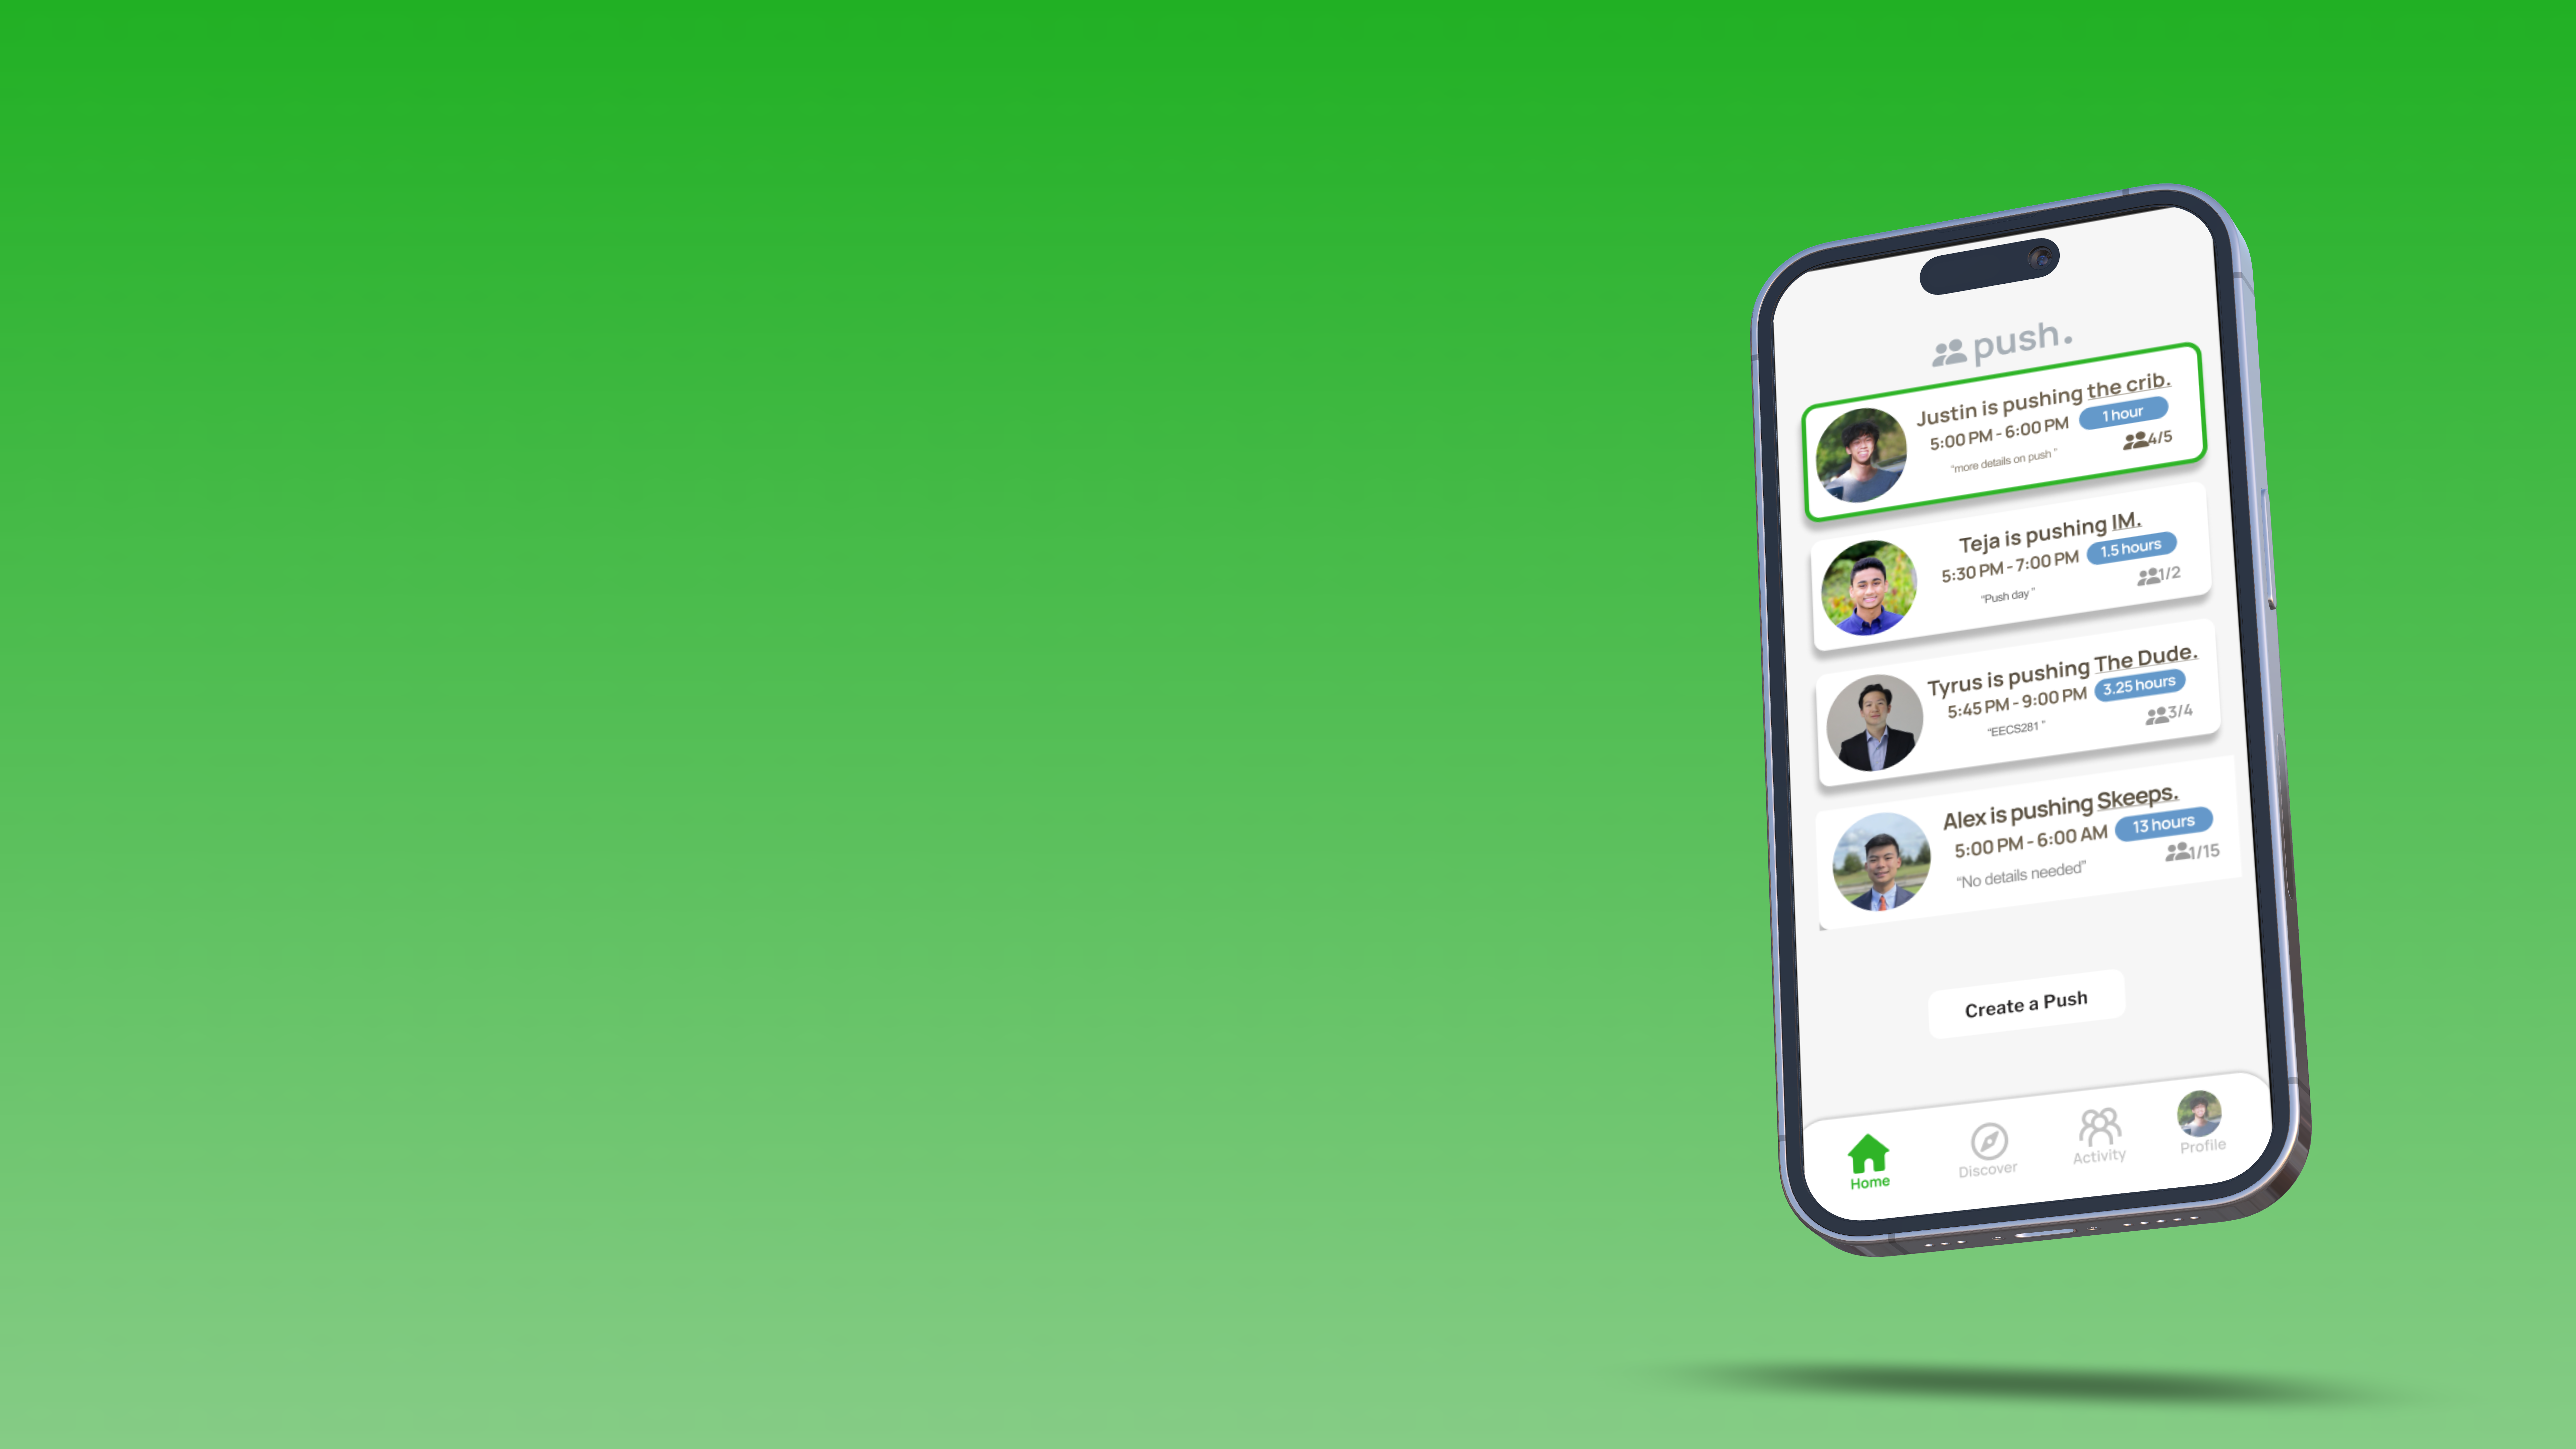 push.
Justin is pushing the crib.
5:00 PM - 6:00 PM 1 hour
4/5
"more details on push "
Teja is pushing IM.
5:30 PM - 7:00 PM 1.5 hours
1/2
"Push day "
Tyrus is pushing The Dude.
5:45 PM - 9:00 PM 3.25 hours
3/4
"EECS281 "
Alex is pushing Skeeps.
5:00 PM - 6:00 AM 13 hours
1/15
"No details needed"
Create a Push
Home Discover Activity Profile